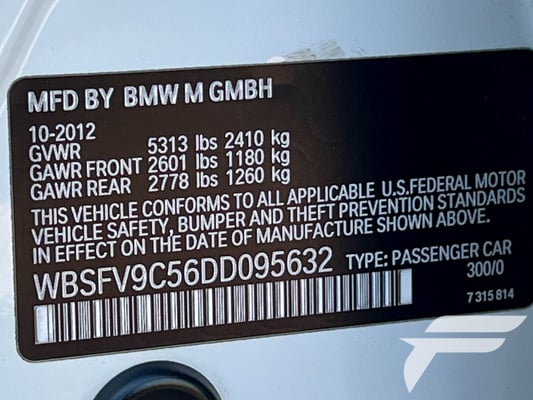 MFD BY BMW M GMBH
10-2012
GVWR 5313 lbs 2410 kg
GAWR FRONT 2601 lbs 1180 kg
GAWR REAR 2778 lbs 1260 kg
THIS VEHICLE CONFORMS TO ALL APPLICABLE U.S.FEDERAL MOTOR
VEHICLE SAFETY, BUMPER AND THEFT PREVENTION STANDARDS
IN EFFECT ON THE DATE OF MANUFACTURE SHOWN ABOVE.
WBSFV9C56DD095632 TYPE: PASSENGER CAR
300/0
7 315 814